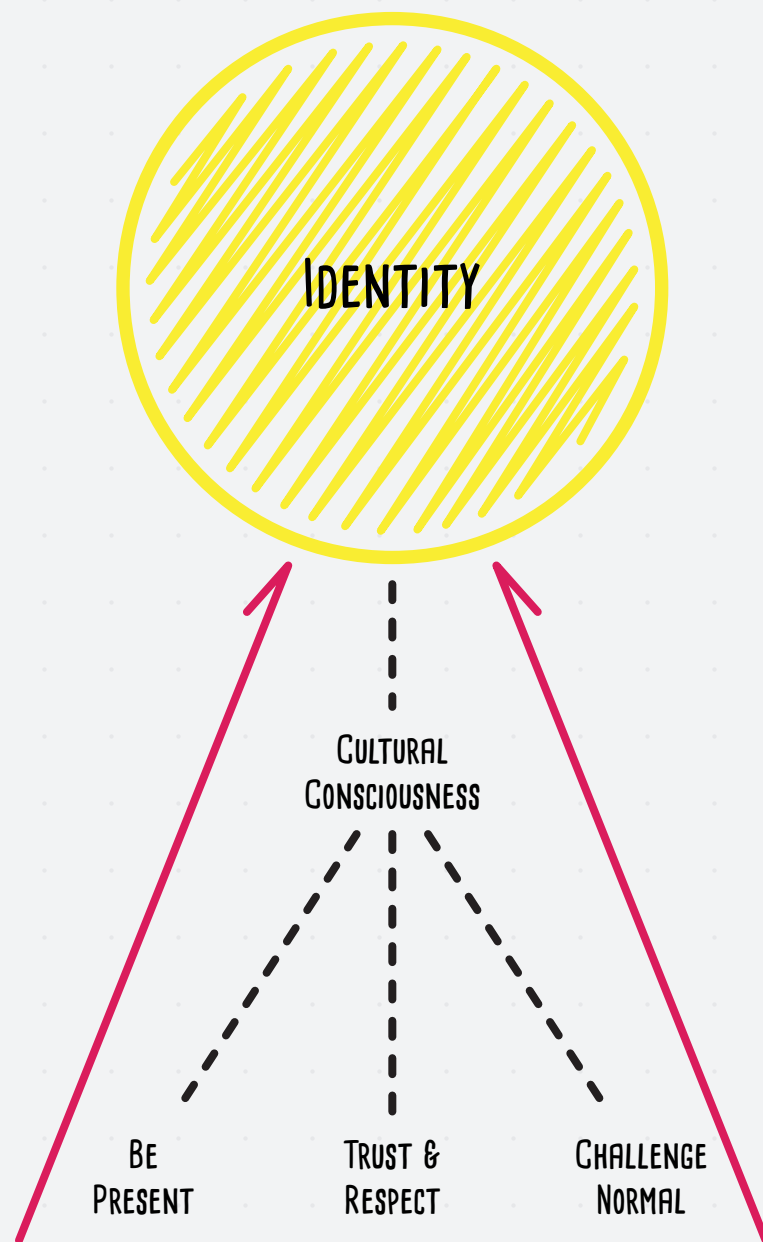 Identity
Cultural
Consciousness
Be
Present
Trust &
Respect
Challenge
Normal